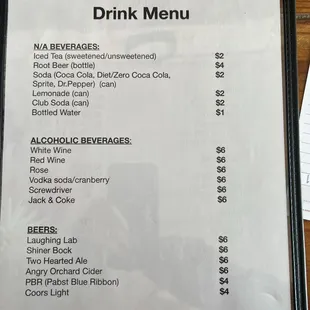 Drink Menu
N/A BEVERAGES:
Iced Tea (sweetened/unsweetened) $2
Root Beer (bottle) $4
Soda (Coca Cola, Diet/Zero Coca Cola, $2
Sprite, Dr.Pepper) (can)
Lemonade (can) $2
Club Soda (can) $2
Bottled Water $1
ALCOHOLIC BEVERAGES:
White Wine $6
Red Wine $6
Rose $6
Vodka soda/cranberry $6
Screwdriver $6
Jack & Coke $6
BEERS:
Laughing Lab $6
Shiner Bock $6
Two Hearted Ale $6
Angry Orchard Cider $6
PBR (Pabst Blue Ribbon) $4
Coors Light $4